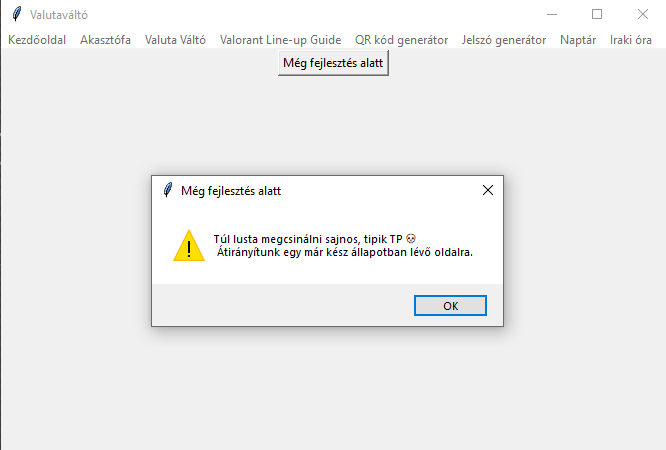 Valutaváltó
Kezdőoldal Akasztófa Valuta Váltó Valorant Line-up Guide QR kód generátor Jelszó generátor Naptár Iraki óra
Még fejlesztés alatt
Még fejlesztés alatt
Túl lusta megcsinálni sajnos, tipik TP 💀
Átirányítunk egy már kész állapotban lévő oldalra.
OK